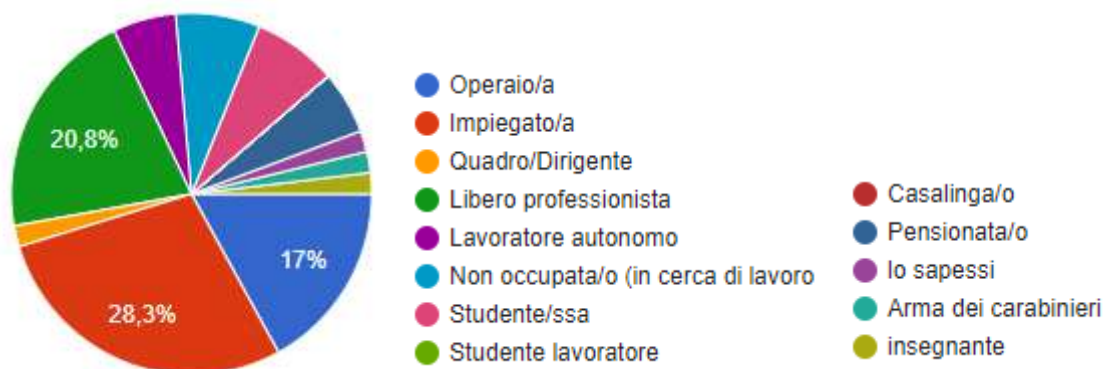 20,8%
17%
28,3%
Operaio/a
Impiegato/a
Quadro/Dirigente
Libero professionista
Lavoratore autonomo
Non occupata/o (in cerca di lavoro
Studente/ssa
Studente lavoratore
Casalinga/o
Pensionata/o
lo sapessi
Arma dei carabinieri
insegnante